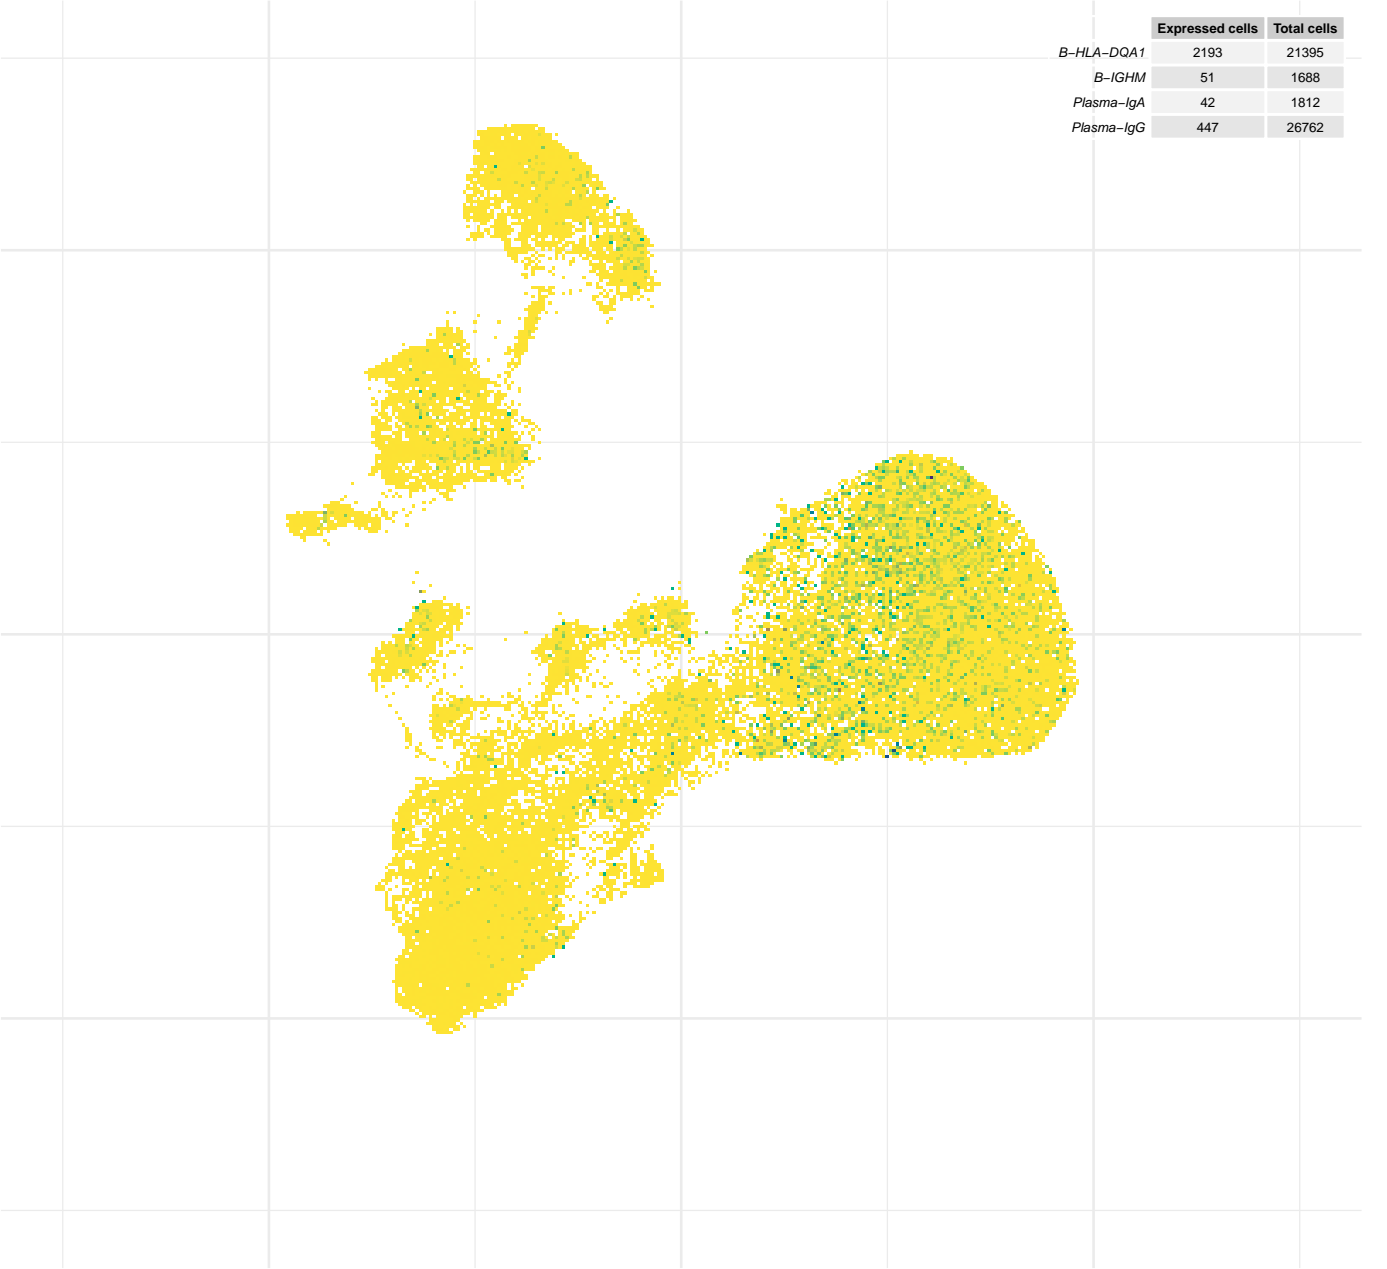 Expressed cells Total cells
B−HLA−DQA1 2193 21395
B−IGHM 51 1688
Plasma−IgA 42 1812
Plasma−IgG 447 26762